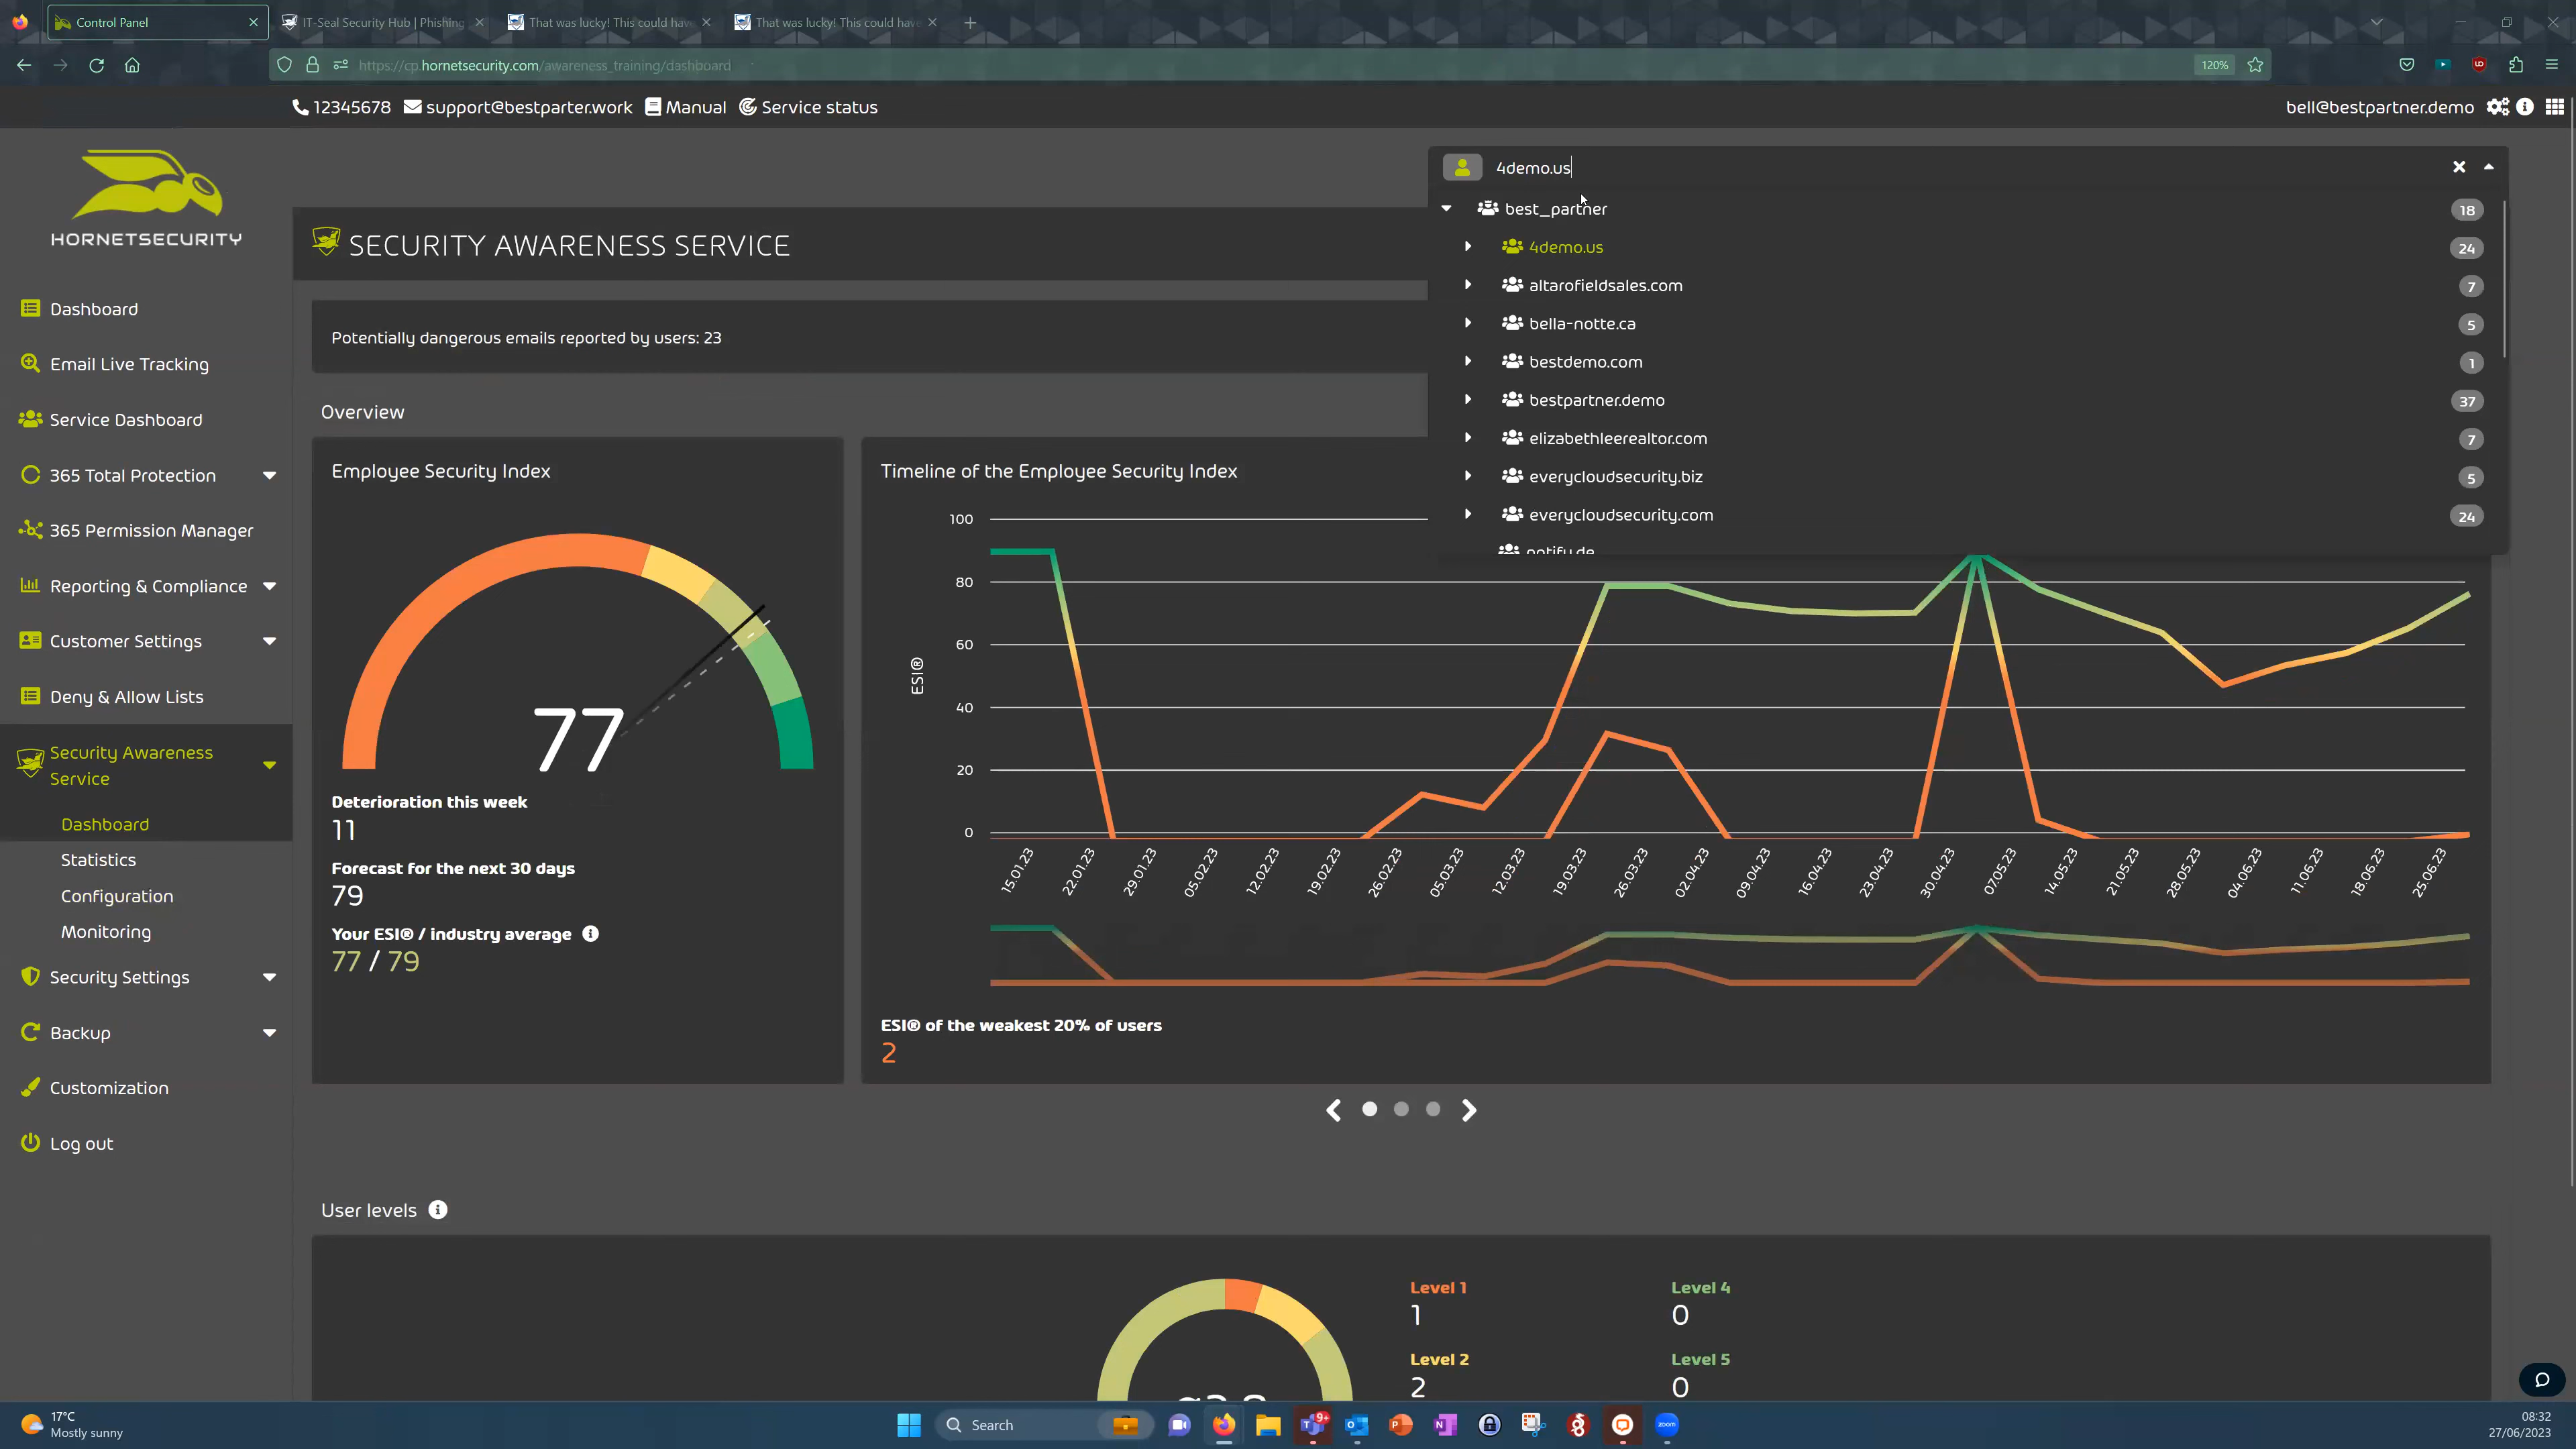 Control Panel
IT-Seal Security Hub | Phishing
That was lucky! This could hav
That was lucky! This could hav
https://cp.hornetsecurity.com/awareness_training/dashboard
120%
12345678 support@bestparter.work Manual Service status
bell@bestpartner.demo
HORNETSECURITY
4demo.us
best_partner 18
4demo.us 24
altarofieldsales.com 7
bella-notte.ca 5
bestdemo.com 1
bestpartner.demo 37
elizabethleerealtor.com 7
everycloudsecurity.biz 5
everycloudsecurity.com 24
notify.de
Dashboard
Email Live Tracking
Service Dashboard
365 Total Protection
365 Permission Manager
Reporting & Compliance
Customer Settings
Deny & Allow Lists
Security Awareness
Service
Dashboard
Statistics
Configuration
Monitoring
Security Settings
Backup
Customization
Log out
SECURITY AWARENESS SERVICE
Potentially dangerous emails reported by users: 23
Overview
Employee Security Index
77
Deterioration this week
11
Forecast for the next 30 days
79
Your ESI® / industry average
77 / 79
Timeline of the Employee Security Index
ESI®
100
80
60
40
20
0
15.01.23
22.01.23
29.01.23
05.02.23
12.02.23
19.02.23
26.02.23
05.03.23
12.03.23
19.03.23
26.03.23
02.04.23
09.04.23
16.04.23
23.04.23
30.04.23
07.05.23
14.05.23
21.05.23
28.05.23
04.06.23
11.06.23
18.06.23
25.06.23
ESI® of the weakest 20% of users
2
User levels
Level 1
1
Level 4
0
Level 2
2
Level 5
0
17°C
Mostly sunny
Search
9+
zoom
08:32
27/06/2023